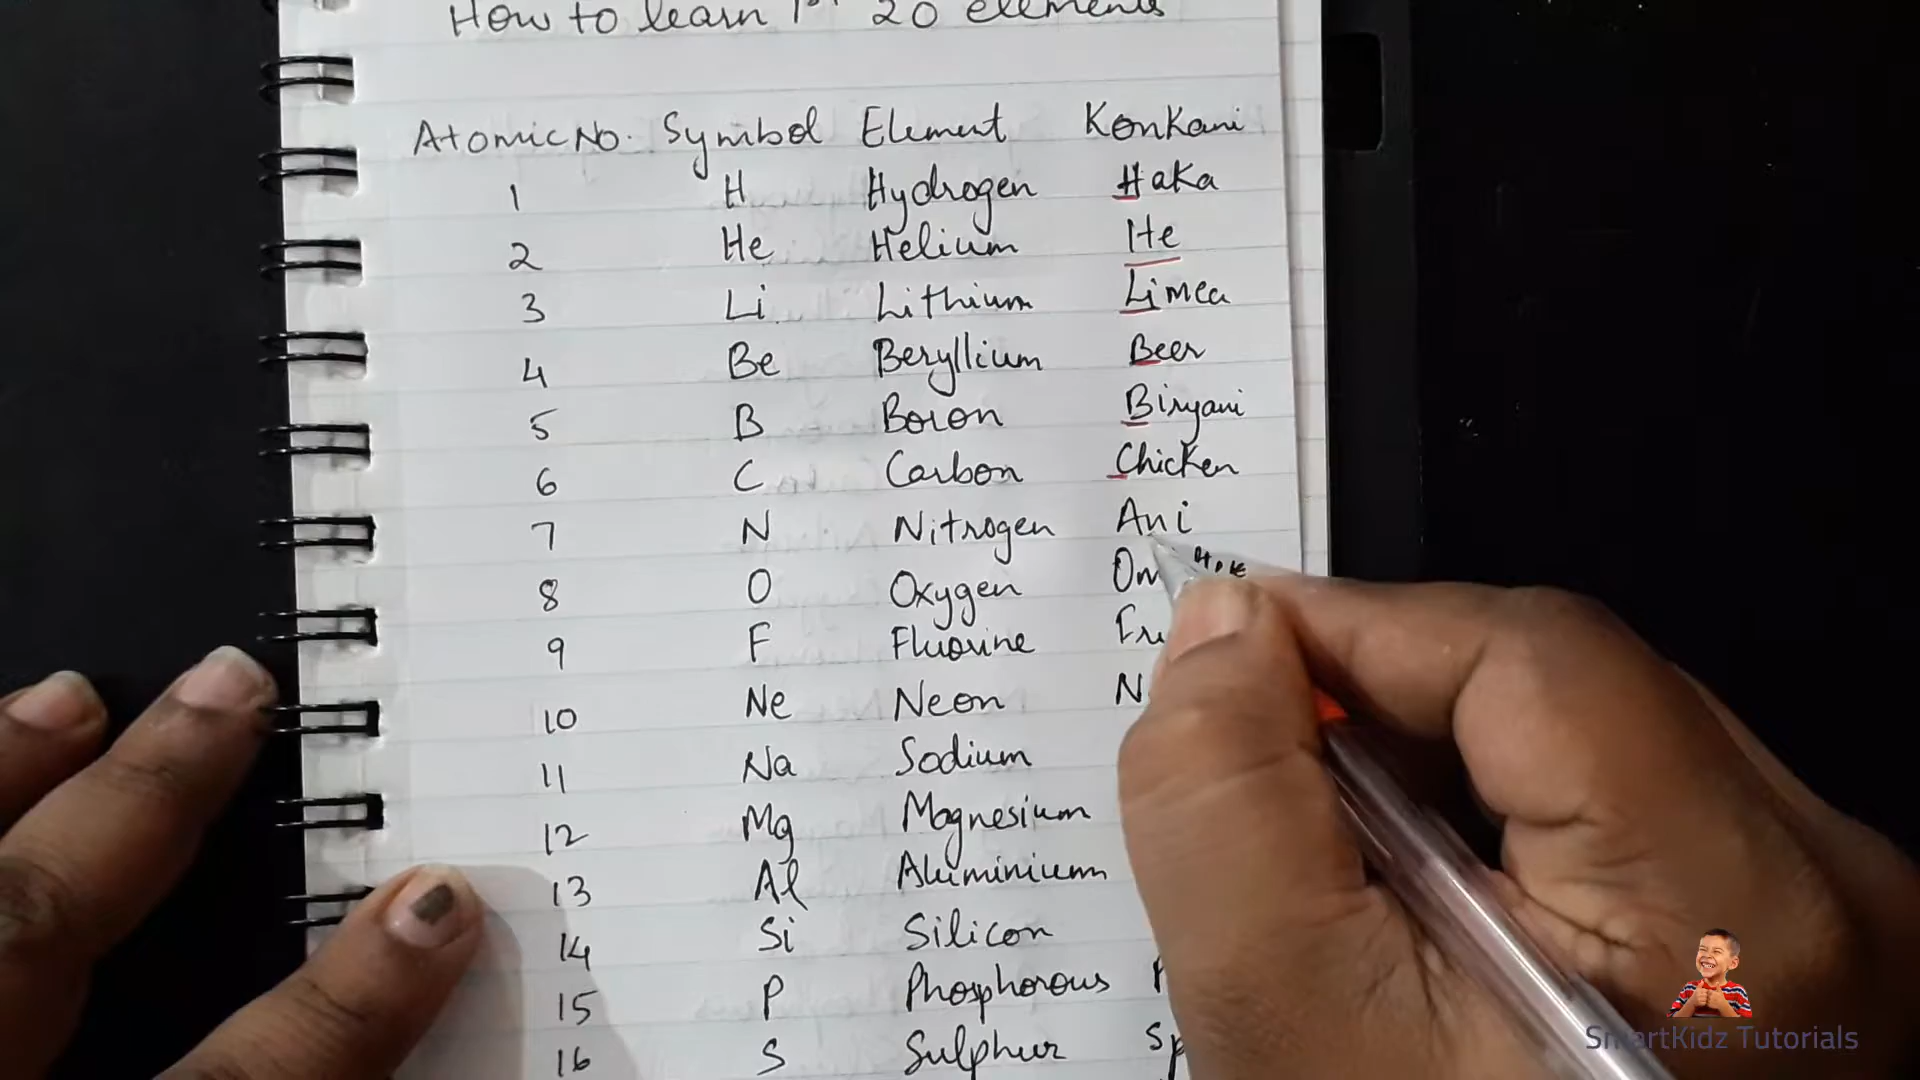 How to learn 1st 20 elements
Atomic No. Symbol Element Konkani
1 H Hydrogen Haka
2 He Helium He
3 Li Lithium Limca
4 Be Beryllium Beer
5 B Boron Biryani
6 C Carbon Chicken
7 N Nitrogen Ani
8 O Oxygen
9 F Fluorine
10 Ne Neon
11 Na Sodium
12 Mg Magnesium
13 Al Aluminium
14 Si Silicon
15 P Phosphorous
16 S Sulphur
SmartKidz Tutorials